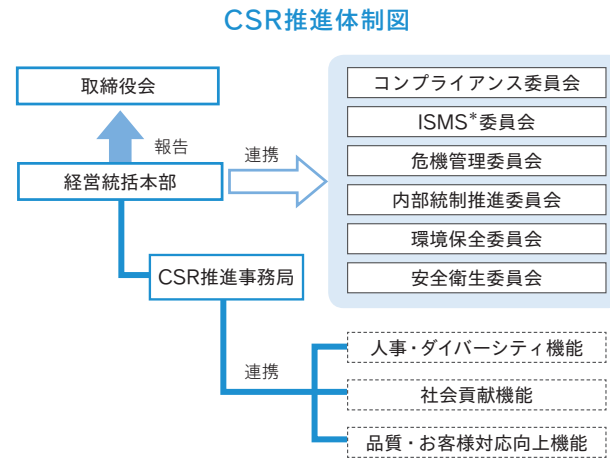 CSR推進体制図
取締役会
報告
経営統括本部
連携
コンプライアンス委員会
ISMS*委員会
危機管理委員会
内部統制推進委員会
環境保全委員会
安全衛生委員会
CSR推進事務局
連携
人事・ダイバーシティ機能
社会貢献機能
品質・お客様対応向上機能